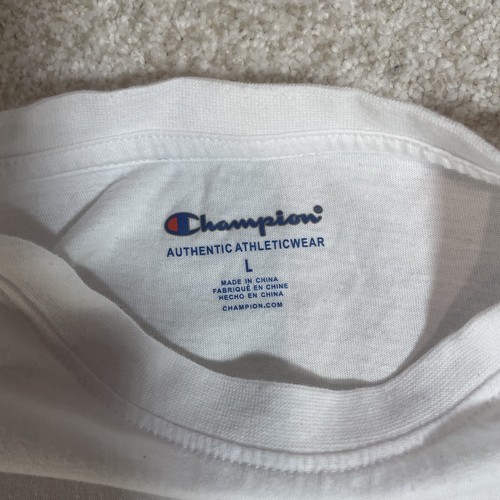 Champion®
AUTHENTIC ATHLETICWEAR
L
MADE IN CHINA
FABRIQUÉ EN CHINE
HECHO EN CHINA
CHAMPION.COM